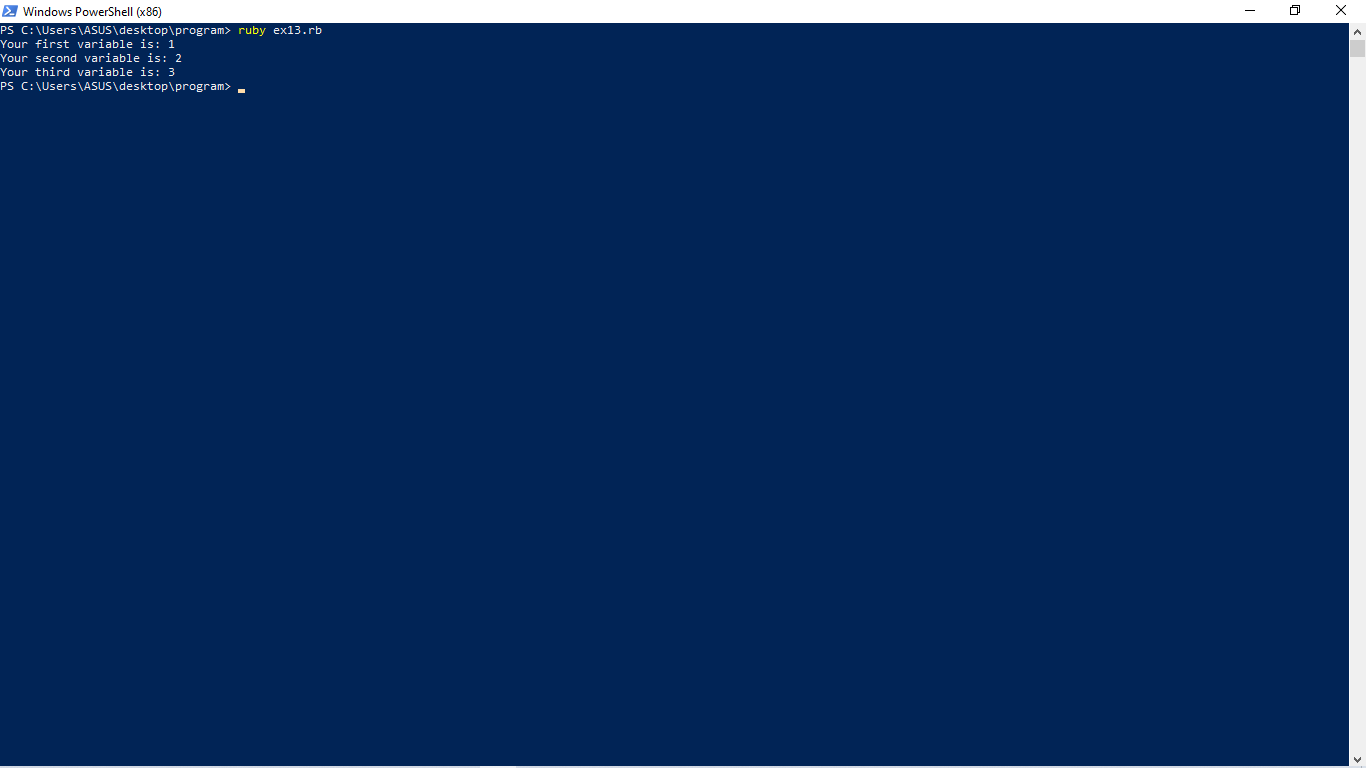 Windows PowerShell (x86)
PS C:\Users\ASUS\desktop\program> ruby ex13.rb
Your first variable is: 1
Your second variable is: 2
Your third variable is: 3
PS C:\Users\ASUS\desktop\program>